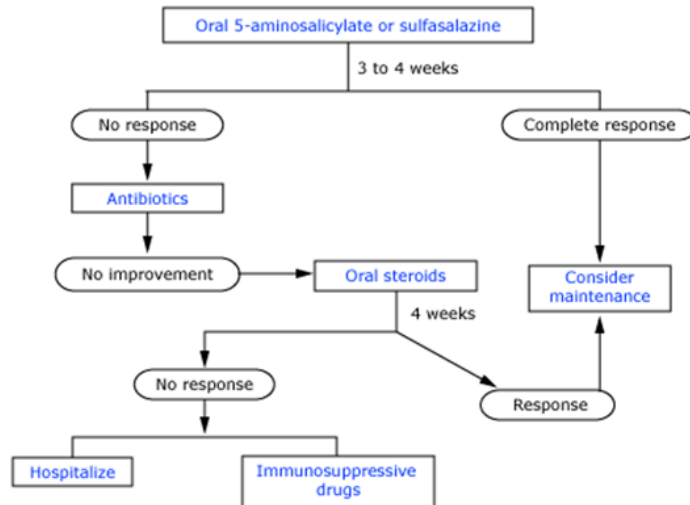 Oral 5-aminosalicylate or sulfasalazine
3 to 4 weeks
No response
Complete response
Antibiotics
No improvement
Oral steroids
Consider
maintenance
4 weeks
No response
Response
Hospitalize
Immunosuppressive
drugs